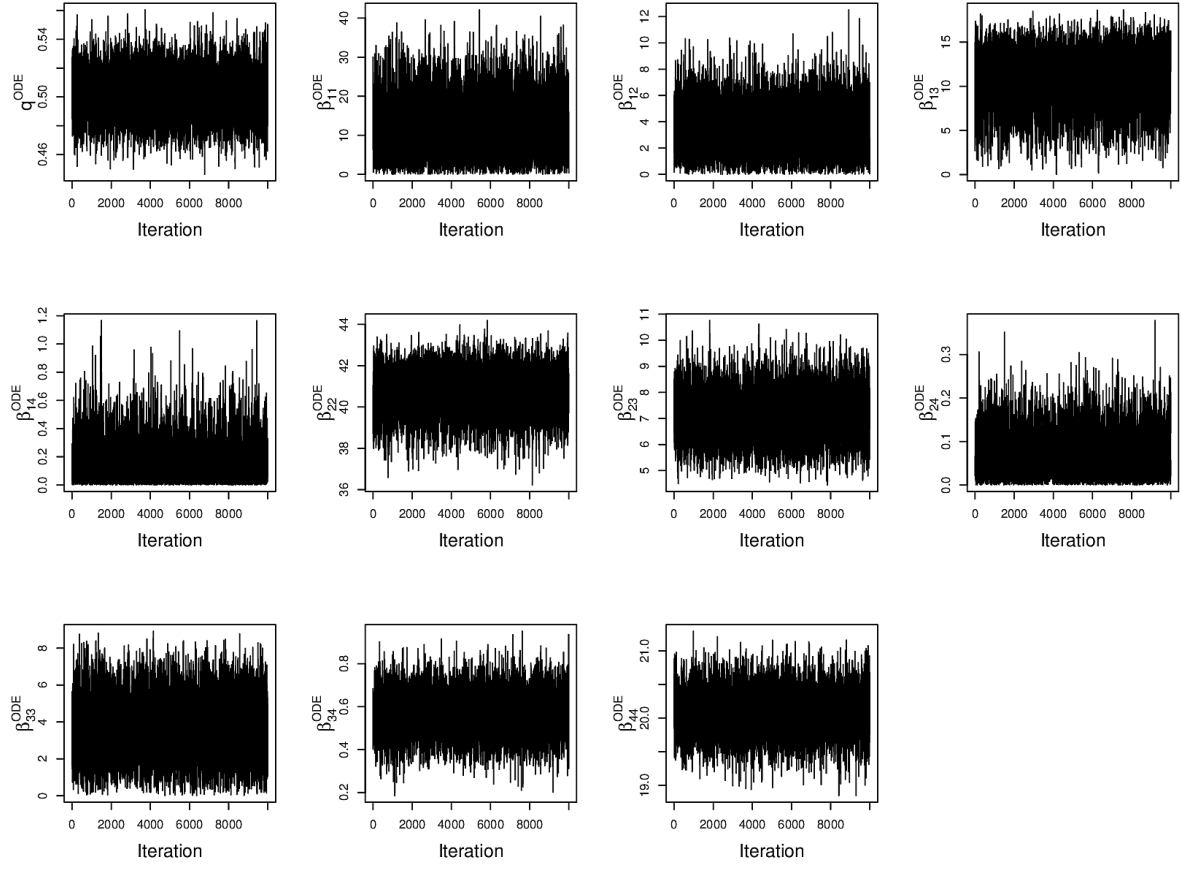 q^ODE
0.46 0.50 0.54
0 2000 4000 6000 8000
Iteration
β11^ODE
0 10 20 30 40
0 2000 4000 6000 8000
Iteration
β12^ODE
0 2 4 6 8 10 12
0 2000 4000 6000 8000
Iteration
β13^ODE
0 5 10 15
0 2000 4000 6000 8000
Iteration
β14^ODE
0.0 0.2 0.4 0.6 0.8 1.0 1.2
0 2000 4000 6000 8000
Iteration
β22^ODE
36 38 40 42 44
0 2000 4000 6000 8000
Iteration
β23^ODE
5 6 7 8 9 10 11
0 2000 4000 6000 8000
Iteration
β24^ODE
0.0 0.1 0.2 0.3
0 2000 4000 6000 8000
Iteration
β33^ODE
0 2 4 6 8
0 2000 4000 6000 8000
Iteration
β34^ODE
0.2 0.4 0.6 0.8
0 2000 4000 6000 8000
Iteration
β44^ODE
19.0 20.0 21.0
0 2000 4000 6000 8000
Iteration